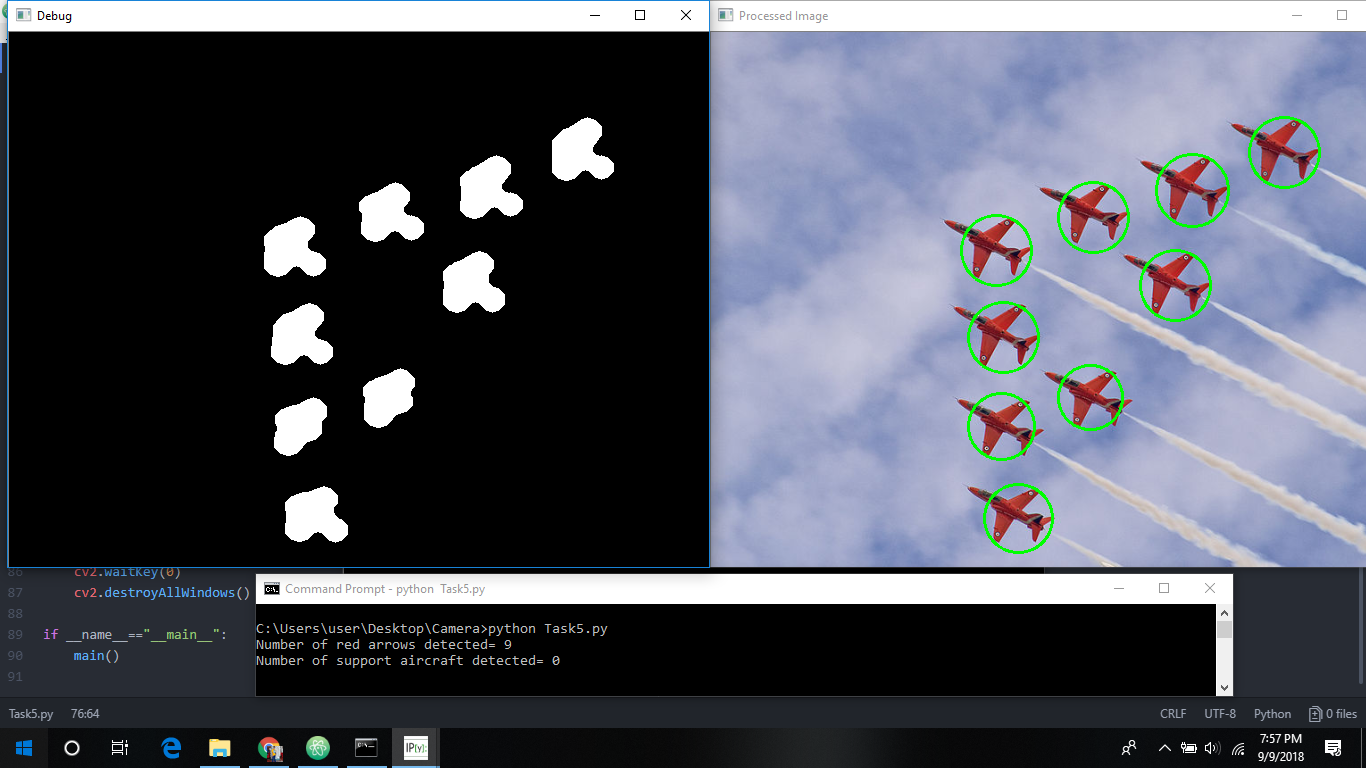 Debug
Processed Image
86 cv2.waitKey(0)
87 cv2.destroyAllWindows()
88
89 if __name__=="__main__":
90 main()
91
Command Prompt - python Task5.py
C:\Users\user\Desktop\Camera>python Task5.py
Number of red arrows detected= 9
Number of support aircraft detected= 0
Task5.py 76:64
CRLF UTF-8 Python 0 files
IP[y]:
7:57 PM
9/9/2018